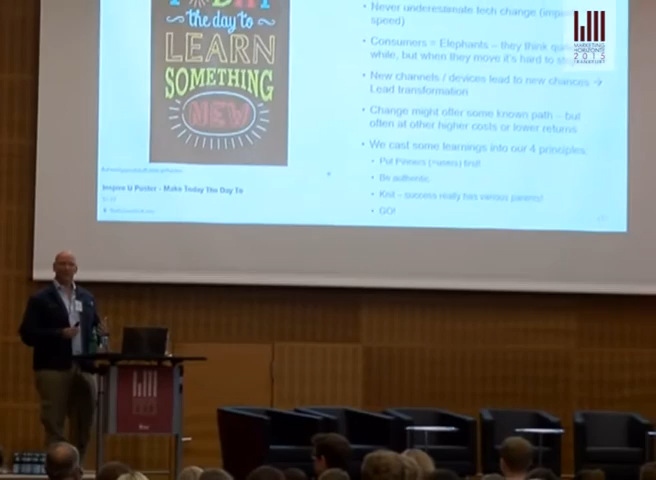 the day to
LEARN
SOMETHING
NEW
Inspire U Poster - Make Today the Day To
Never underestimate tech change (
speed)
Consumers = Elephants – they think
while, but when they move it's hard to
New channels / devices lead to new chances →
Lead transformation
Change might offer some known path – but
often at other higher costs or lower returns
We cast some learnings into our 4 principles:
Put Pinners (=users) first!
Be authentic
Knit – success really has various parents!
GO!
MARKETING
HORIZONTE
2015
FRANKFURT